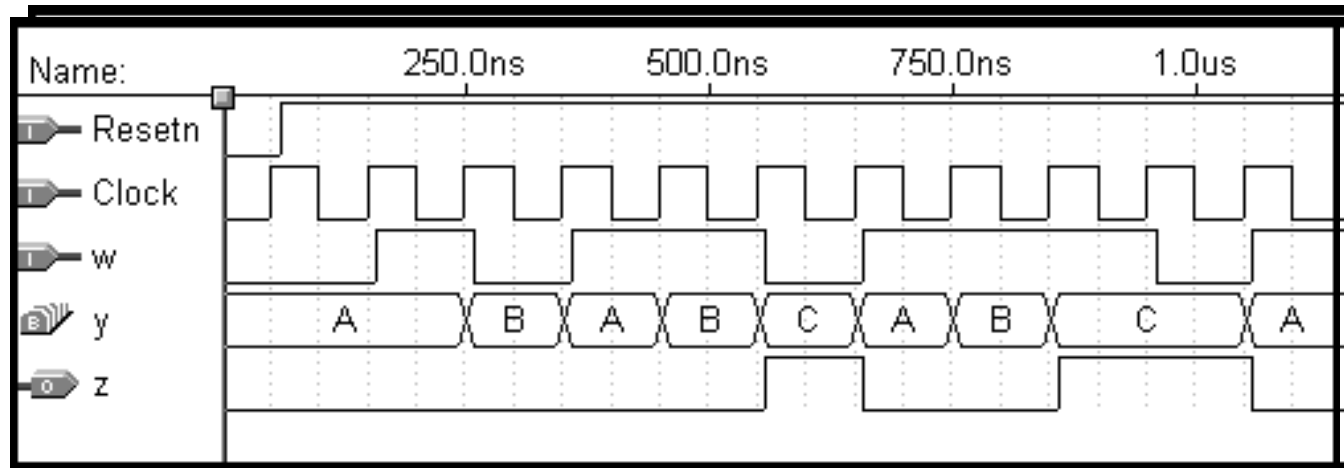 Name: 250.0ns 500.0ns 750.0ns 1.0us
I Resetn
I Clock
I w
B y A B A B C A B C A
O z